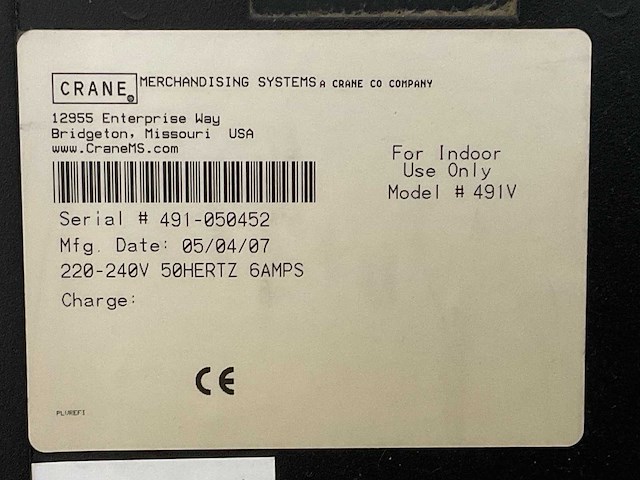 CRANE® MERCHANDISING SYSTEMS A CRANE CO COMPANY
12955 Enterprise Way
Bridgeton, Missouri USA
www.CraneMS.com
For Indoor
Use Only
Model # 491V
Serial # 491-050452
Mfg. Date: 05/04/07
220-240V 50HERTZ 6AMPS
Charge:
CE
PLUREFI